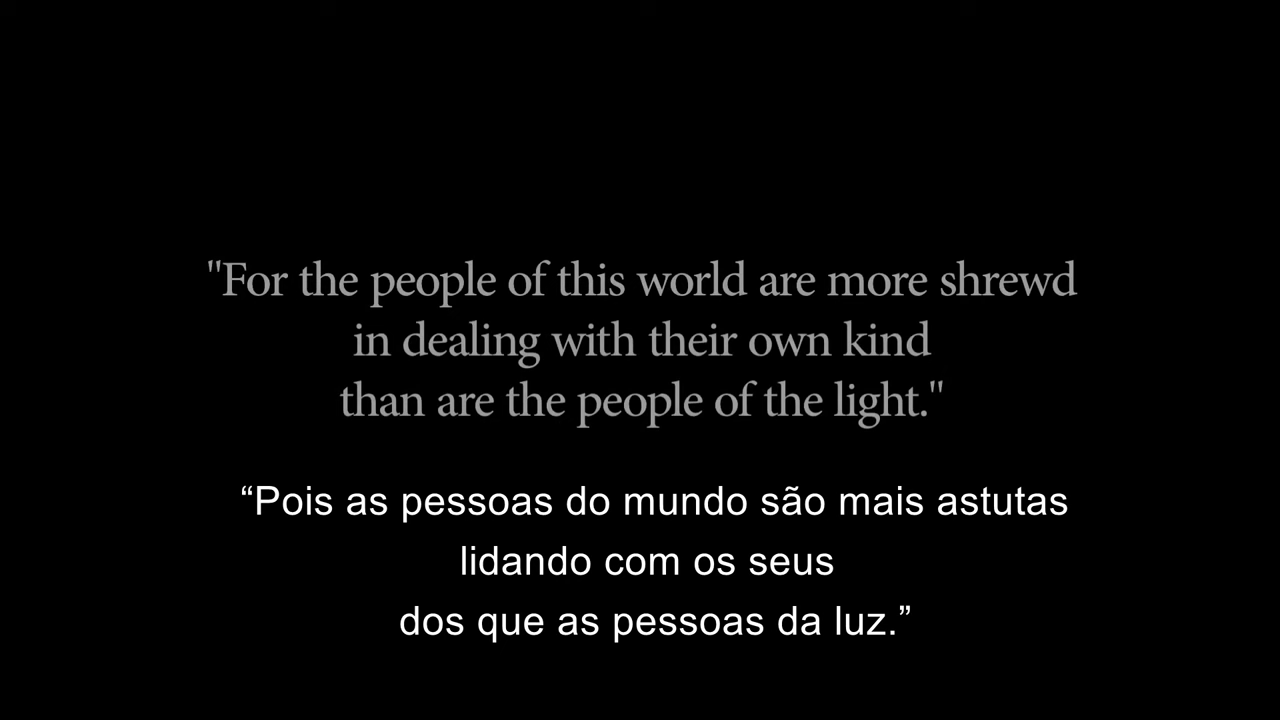 "For the people of this world are more shrewd
in dealing with their own kind
than are the people of the light."
“Pois as pessoas do mundo são mais astutas
lidando com os seus
dos que as pessoas da luz.”